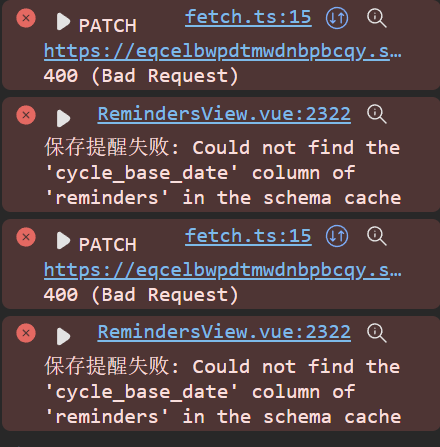 PATCH fetch.ts:15
https://eqcelbwpdtmwdnbpbcqy.s…
400 (Bad Request)
RemindersView.vue:2322
保存提醒失败: Could not find the
'cycle_base_date' column of
'reminders' in the schema cache
PATCH fetch.ts:15
https://eqcelbwpdtmwdnbpbcqy.s…
400 (Bad Request)
RemindersView.vue:2322
保存提醒失败: Could not find the
'cycle_base_date' column of
'reminders' in the schema cache